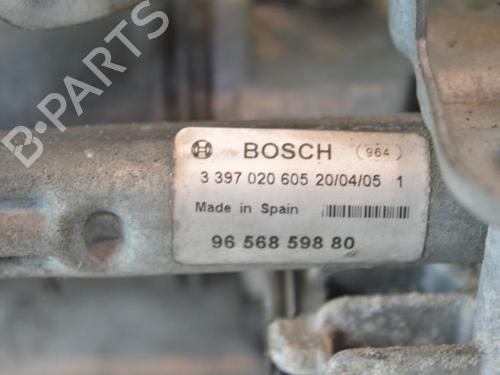 B-PARTS
BOSCH (964)
3 397 020 605 20/04/05 1
Made in Spain
96 568 598 80